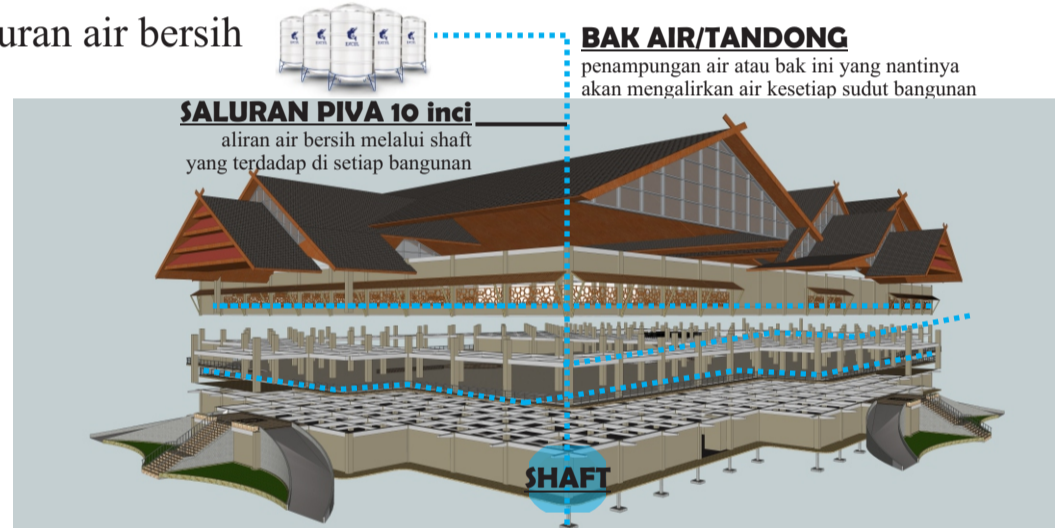 uran air bersih
BAK AIR/TANDONG
penampungan air atau bak ini yang nantinya
akan mengalirkan air kesetiap sudut bangunan
SALURAN PIVA 10 inci
aliran air bersih melalui shaft
yang terdadap di setiap bangunan
SHAFT